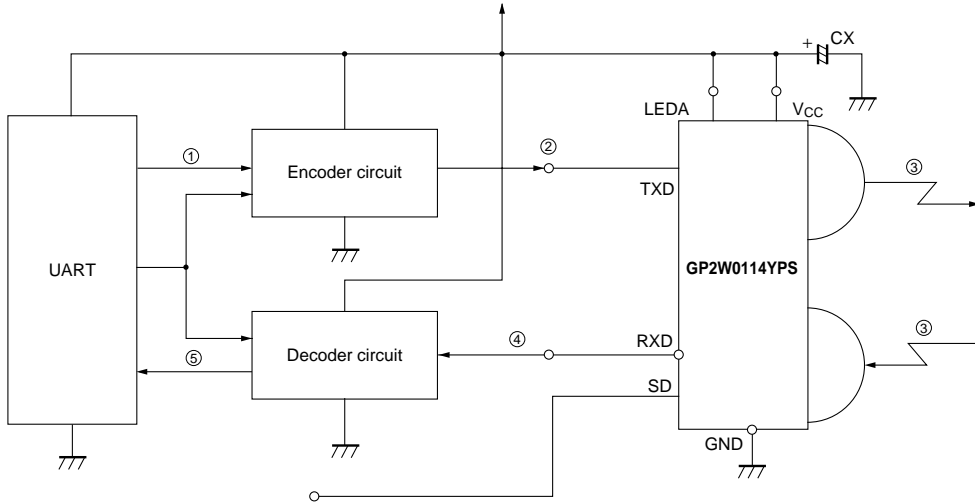 +
CX
LEDA
VCC
①
Encoder circuit
②
③
TXD
UART
GP2W0114YPS
⑤
Decoder circuit
④
RXD
③
SD
GND